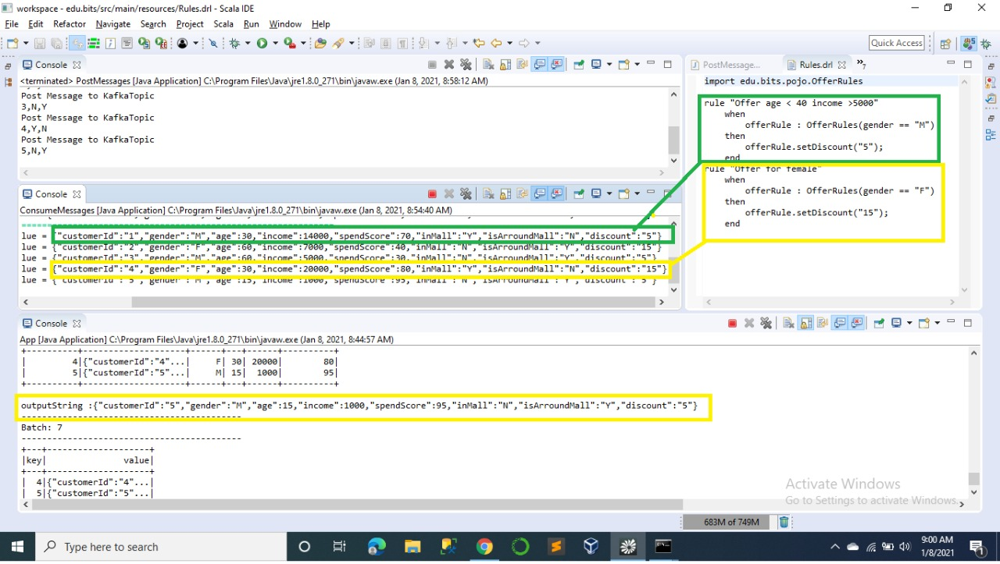 workspace - edu.bits/src/main/resources/Rules.drl - Scala IDE
File Edit Refactor Navigate Search Project Scala Run Window Help
Quick Access
Console
<terminated> PostMessages [Java Application] C:\Program Files\Java\jre1.8.0_271\bin\javaw.exe (Jan 8, 2021, 8:58:12 AM)
Post Message to KafkaTopic
3,N,Y
Post Message to KafkaTopic
4,Y,N
Post Message to KafkaTopic
5,N,Y
PostMessage... Rules.drl »7
import edu.bits.pojo.OfferRules
rule "Offer age < 40 income >5000"
when
offerRule : OfferRules(gender == "M")
then
offerRule.setDiscount("5");
end
rule "Offer for female"
when
offerRule : OfferRules(gender == "F")
then
offerRule.setDiscount("15");
end
Console
ConsumeMessages [Java Application] C:\Program Files\Java\jre1.8.0_271\bin\javaw.exe (Jan 8, 2021, 8:54:40 AM)
lue = {"customerId":"1","gender":"M","age":30,"income":14000,"spendScore":70,"inMall":"Y","isArroundMall":"N","discount":"5"}
lue = {"customerId":"2","gender":"F","age":60,"income":7000,"spendScore":40,"inMall":"N","isArroundMall":"Y","discount":"15"}
lue = {"customerId":"3","gender":"M","age":60,"income":5000,"spendScore":30,"inMall":"N","isArroundMall":"Y","discount":"5"}
lue = {"customerId":"4","gender":"F","age":30,"income":20000,"spendScore":80,"inMall":"Y","isArroundMall":"N","discount":"15"}
lue = {"customerId":"5","gender":"M","age":15,"income":1000,"spendScore":95,"inMall":"N","isArroundMall":"Y","discount":"5"}
Console
App [Java Application] C:\Program Files\Java\jre1.8.0_271\bin\javaw.exe (Jan 8, 2021, 8:44:57 AM)
+----------+--------------------+------+---+------+----------+
| 4|{"customerId":"4"...| F| 30| 20000| 80|
| 5|{"customerId":"5"...| M| 15| 1000| 95|
+----------+--------------------+------+---+------+----------+
outputString :{"customerId":"5","gender":"M","age":15,"income":1000,"spendScore":95,"inMall":"N","isArroundMall":"Y","discount":"5"}
-------------------------------------------
Batch: 7
-------------------------------------------
+---+--------------------+
|key| value|
+---+--------------------+
| 4|{"customerId":"4"...|
| 5|{"customerId":"5"...|
Activate Windows
Go to Settings to activate Windows.
683M of 749M
Type here to search
9:00 AM
1/8/2021
1